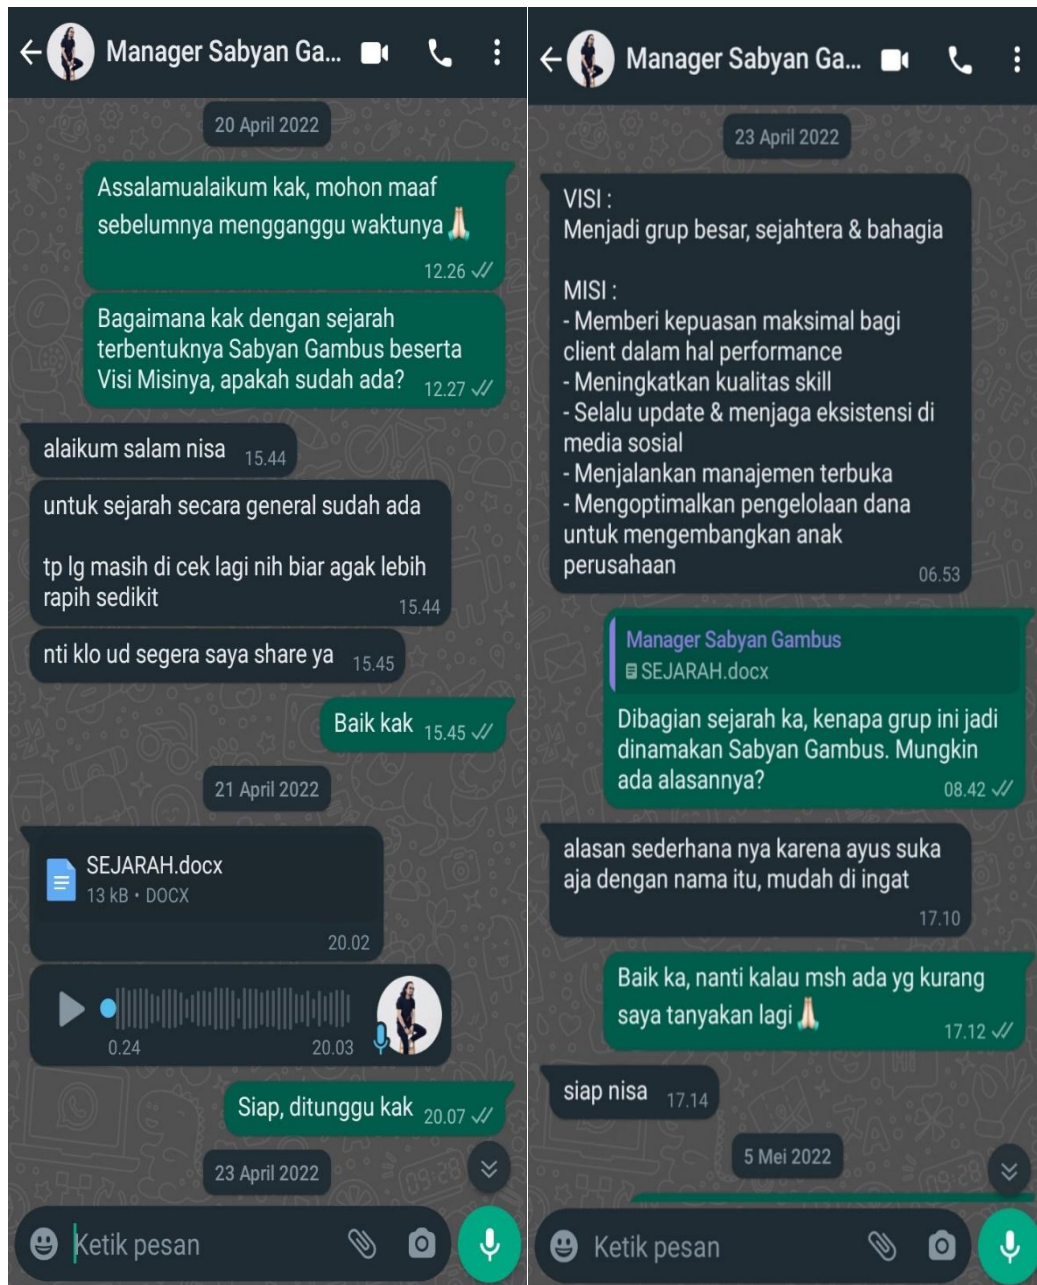 Manager Sabyan Ga...
20 April 2022
Assalamualaikum kak, mohon maaf
sebelumnya mengganggu waktunya🙏🏻
12.26
Bagaimana kak dengan sejarah
terbentuknya Sabyan Gambus beserta
Visi Misinya, apakah sudah ada? 12.27
alaikum salam nisa 15.44
untuk sejarah secara general sudah ada
tp lg masih di cek lagi nih biar agak lebih
rapih sedikit 15.44
nti klo ud segera saya share ya 15.45
Baik kak 15.45
21 April 2022
SEJARAH.docx
13 kB • DOCX
20.02
0.24 20.03
Siap, ditunggu kak 20.07
23 April 2022
Ketik pesan
Manager Sabyan Ga...
23 April 2022
VISI :
Menjadi grup besar, sejahtera & bahagia
MISI :
- Memberi kepuasan maksimal bagi
client dalam hal performance
- Meningkatkan kualitas skill
- Selalu update & menjaga eksistensi di
media sosial
- Menjalankan manajemen terbuka
- Mengoptimalkan pengelolaan dana
untuk mengembangkan anak
perusahaan 06.53
Manager Sabyan Gambus
SEJARAH.docx
Dibagian sejarah ka, kenapa grup ini jadi
dinamakan Sabyan Gambus. Mungkin
ada alasannya? 08.42
alasan sederhana nya karena ayus suka
aja dengan nama itu, mudah di ingat
17.10
Baik ka, nanti kalau msh ada yg kurang
saya tanyakan lagi🙏🏻 17.12
siap nisa 17.14
5 Mei 2022
Ketik pesan